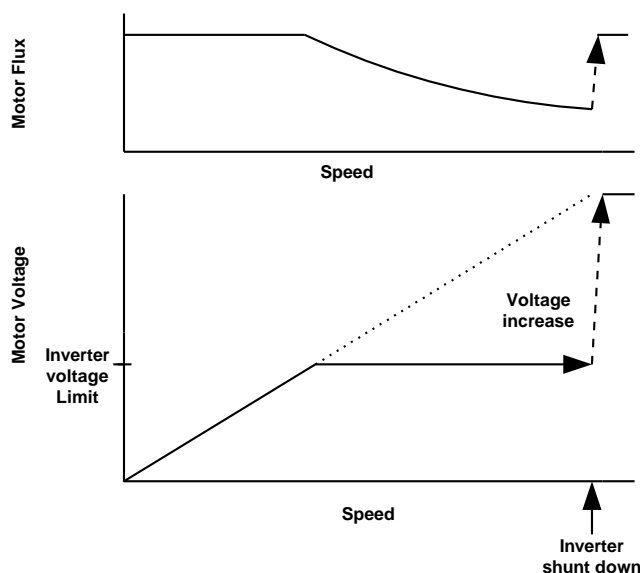 Motor Flux
Speed
Motor Voltage
Voltage
increase
Inverter
voltage
Limit
Speed
Inverter
shunt down